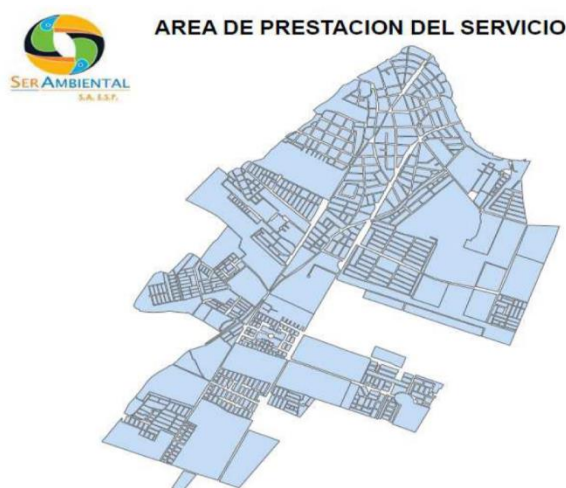 AREA DE PRESTACION DEL SERVICIO
SER AMBIENTAL
S.A. E.S.P.